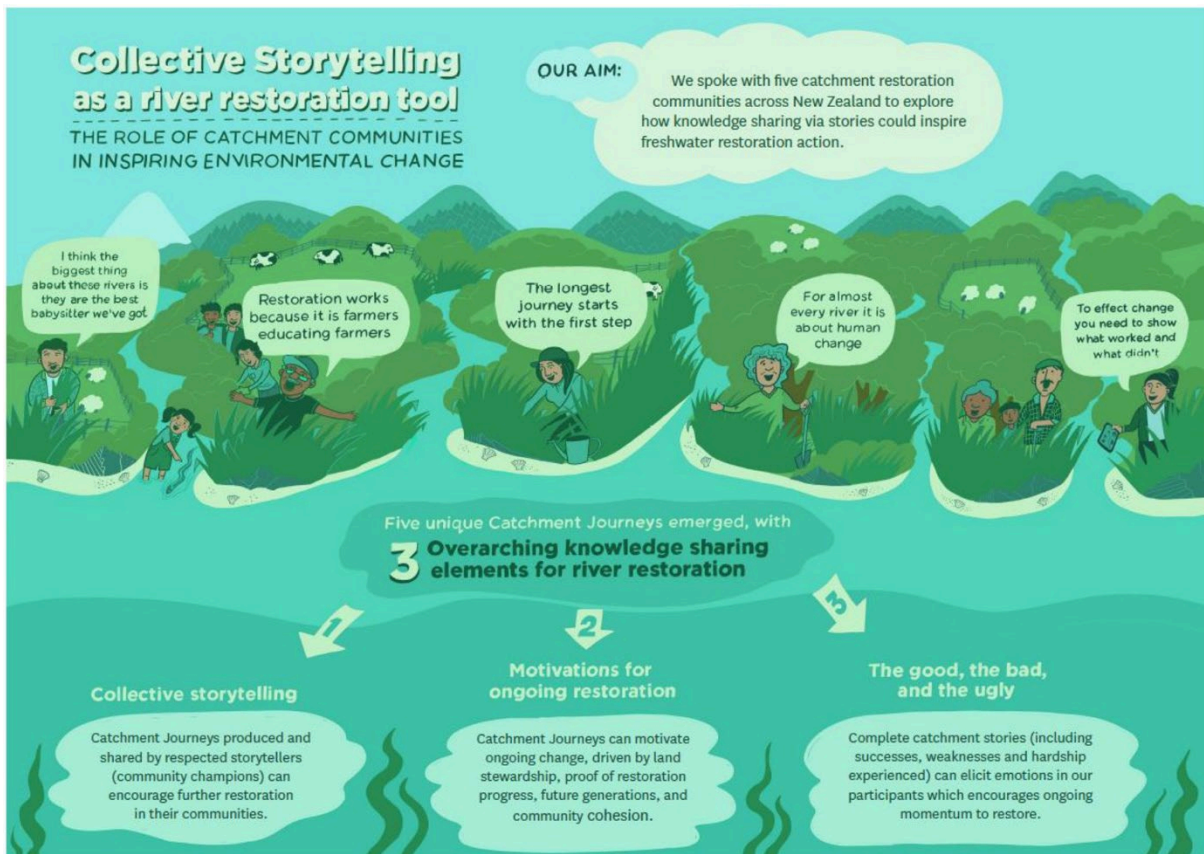 Collective Storytelling
as a river restoration tool
THE ROLE OF CATCHMENT COMMUNITIES
IN INSPIRING ENVIRONMENTAL CHANGE
OUR AIM:
We spoke with five catchment restoration
communities across New Zealand to explore
how knowledge sharing via stories could inspire
freshwater restoration action.
I think the
biggest thing
about these rivers is
they are the best
babysitter we've got
Restoration works
because it is farmers
educating farmers
The longest
journey starts
with the first step
For almost
every river it is
about human
change
To effect change
you need to show
what worked and
what didn't
Five unique Catchment Journeys emerged, with
3 Overarching knowledge sharing
elements for river restoration
1
Collective storytelling
Catchment Journeys produced and
shared by respected storytellers
(community champions) can
encourage further restoration
in their communities.
2
Motivations for
ongoing restoration
Catchment Journeys can motivate
ongoing change, driven by land
stewardship, proof of restoration
progress, future generations, and
community cohesion.
3
The good, the bad,
and the ugly
Complete catchment stories (including
successes, weaknesses and hardship
experienced) can elicit emotions in our
participants which encourages ongoing
momentum to restore.